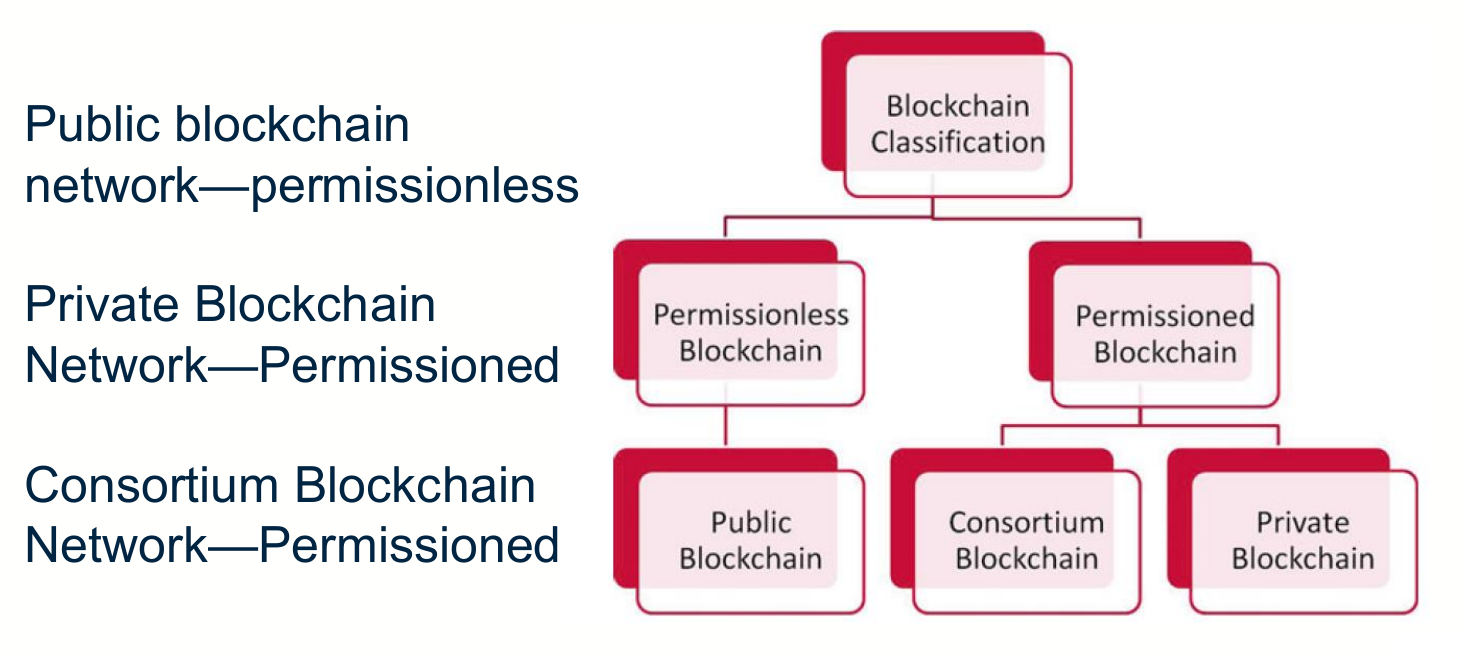 Public blockchain
network—permissionless
Private Blockchain
Network—Permissioned
Consortium Blockchain
Network—Permissioned
Blockchain
Classification
Permissionless
Blockchain
Permissioned
Blockchain
Public
Blockchain
Consortium
Blockchain
Private
Blockchain